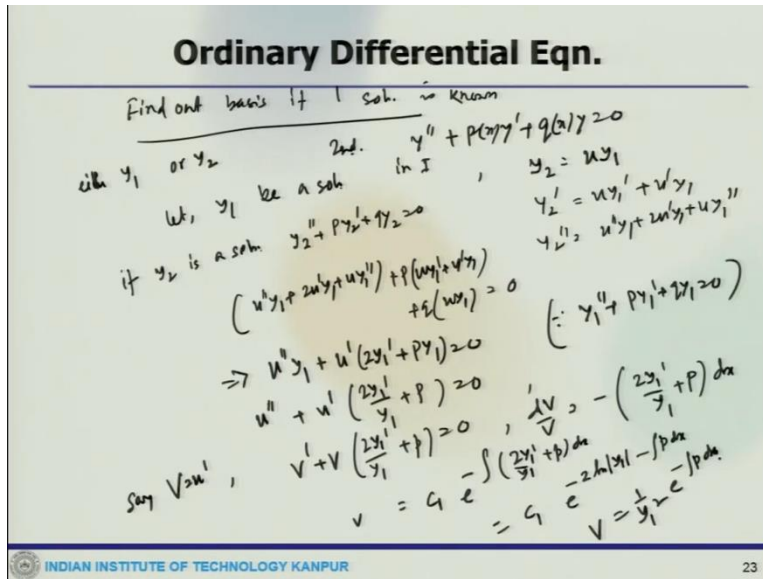 Ordinary Differential Eqn.
Find out basis if 1 soln. is known
either y₁ or y₂ 2nd. y'' + p(x)y' + q(x)y = 0
let, y₁ be a soln in I , y₂ = uy₁
y₂' = uy₁' + u'y₁
y₂'' = u''y₁ + 2u'y₁' + uy₁''
if y₂ is a soln. y₂'' + py₂' + qy₂ = 0
(u''y₁ + 2u'y₁' + uy₁'') + p(uy₁' + u'y₁)
+ q(uy₁) = 0 (∵ y₁'' + py₁' + qy₁ = 0)
⇒ u''y₁ + u'(2y₁' + py₁) = 0
u'' + u'(2y₁'/y₁ + p) = 0
Say V = u' , V' + V(2y₁'/y₁ + p) = 0 , dV/V = -(2y₁'/y₁ + p) dx
V = C₁ e^(-∫(2y₁'/y₁ + p) dx)
= C₁ e^(-2 ln|y₁| - ∫p dx)
V = 1/y₁² e^(-∫p dx).
INDIAN INSTITUTE OF TECHNOLOGY KANPUR 23